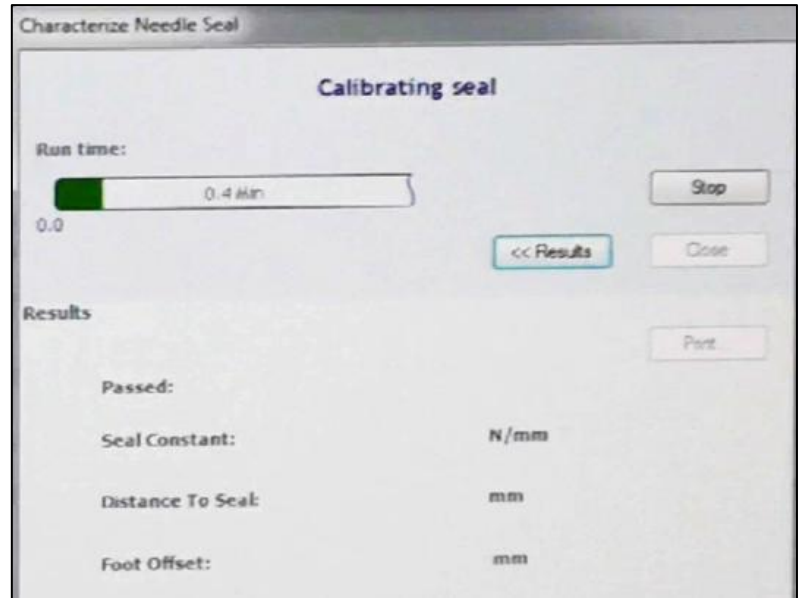 Characterize Needle Seal
Calibrating seal
Run time:
0.4 Min
Stop
0.0
<< Results
Close
Results
Print...
Passed:
Seal Constant: N/mm
Distance To Seal: mm
Foot Offset: mm